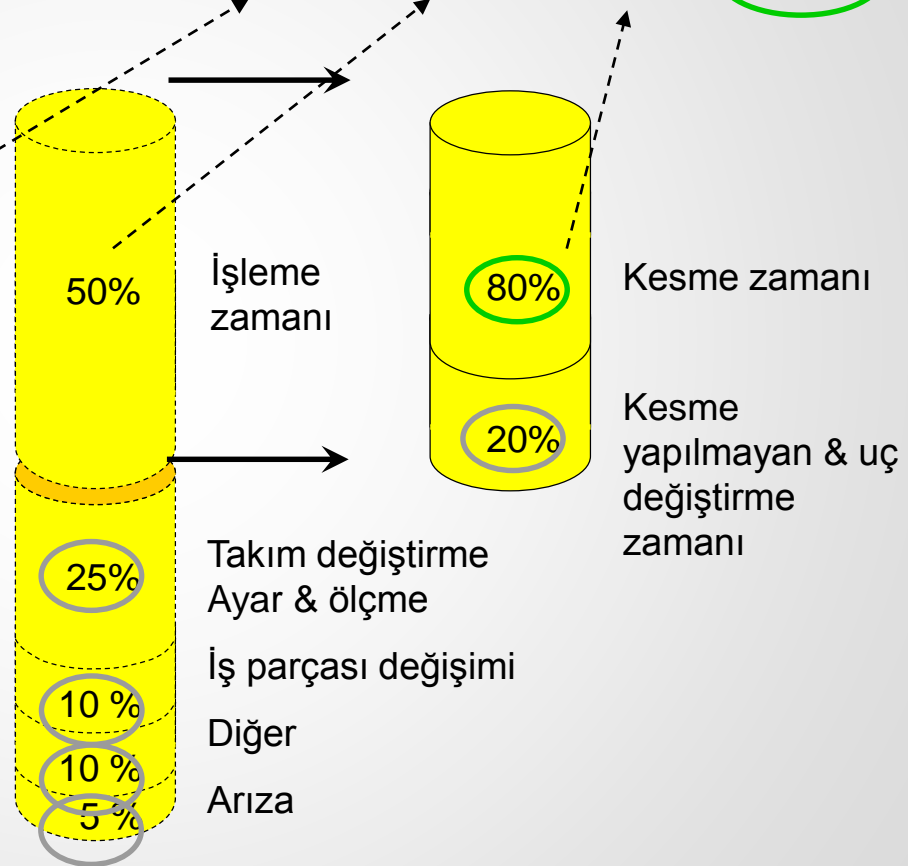 50%
İşleme
zamanı
80%
Kesme zamanı
20%
Kesme
yapılmayan & uç
değiştirme
zamanı
25%
Takım değiştirme
Ayar & ölçme
İş parçası değişimi
10 %
Diğer
10 %
Arıza
5 %